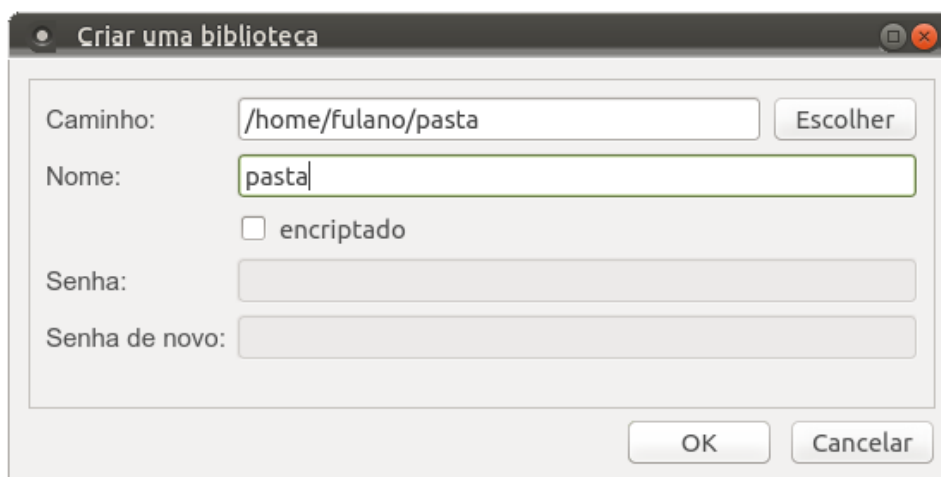 Criar uma biblioteca
Caminho: /home/fulano/pasta Escolher
Nome: pasta
encriptado
Senha:
Senha de novo:
OK Cancelar